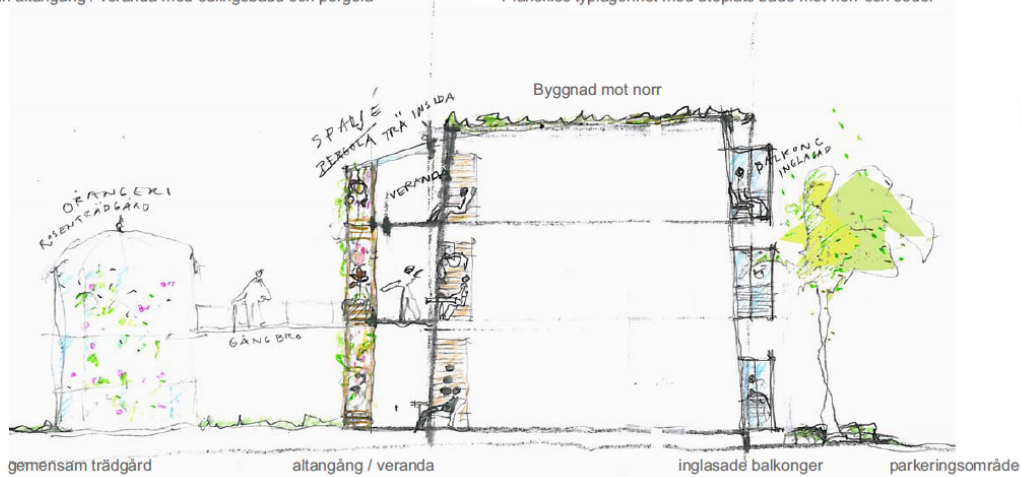 Byggnad mot norr
SPALJÉ
PERGOLA TRÄ INSIDA
VERANDA
BALKONG
INGLASAD
ORANGERI
ROSENTRÄDGÅRD
GÅNGBRO
gemensam trädgård
altangång / veranda
inglasade balkonger
parkeringsområde